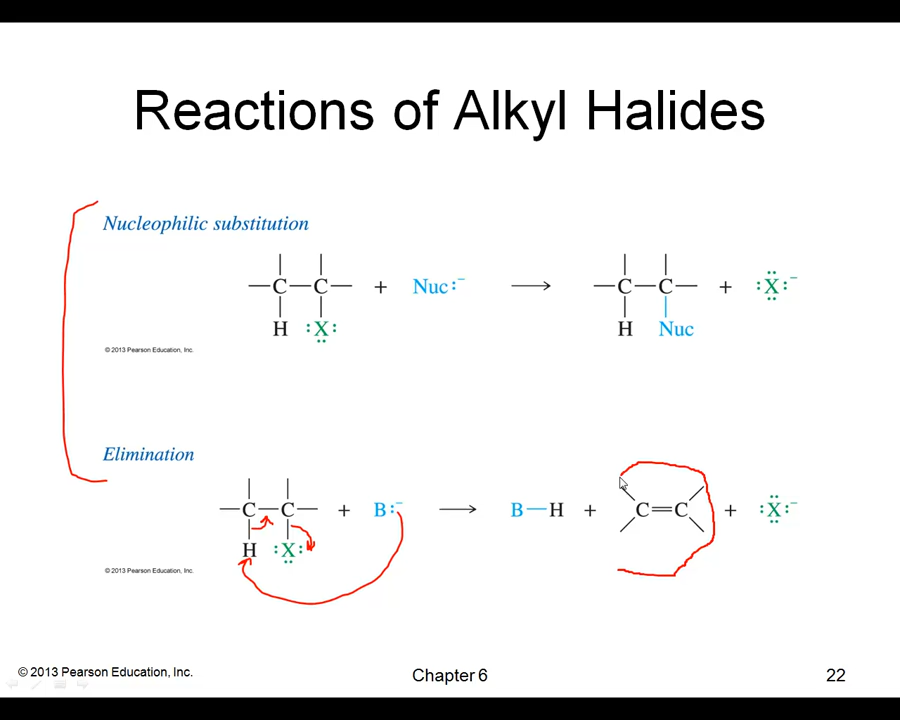 Reactions of Alkyl Halides
Nucleophilic substitution
—C—C— + Nuc:⁻ → —C—C— + :X:⁻
H :X: H Nuc
© 2013 Pearson Education, Inc.
Elimination
—C—C— + B:⁻ → B—H + C=C + :X:⁻
H :X:
© 2013 Pearson Education, Inc.
© 2013 Pearson Education, Inc. Chapter 6 22